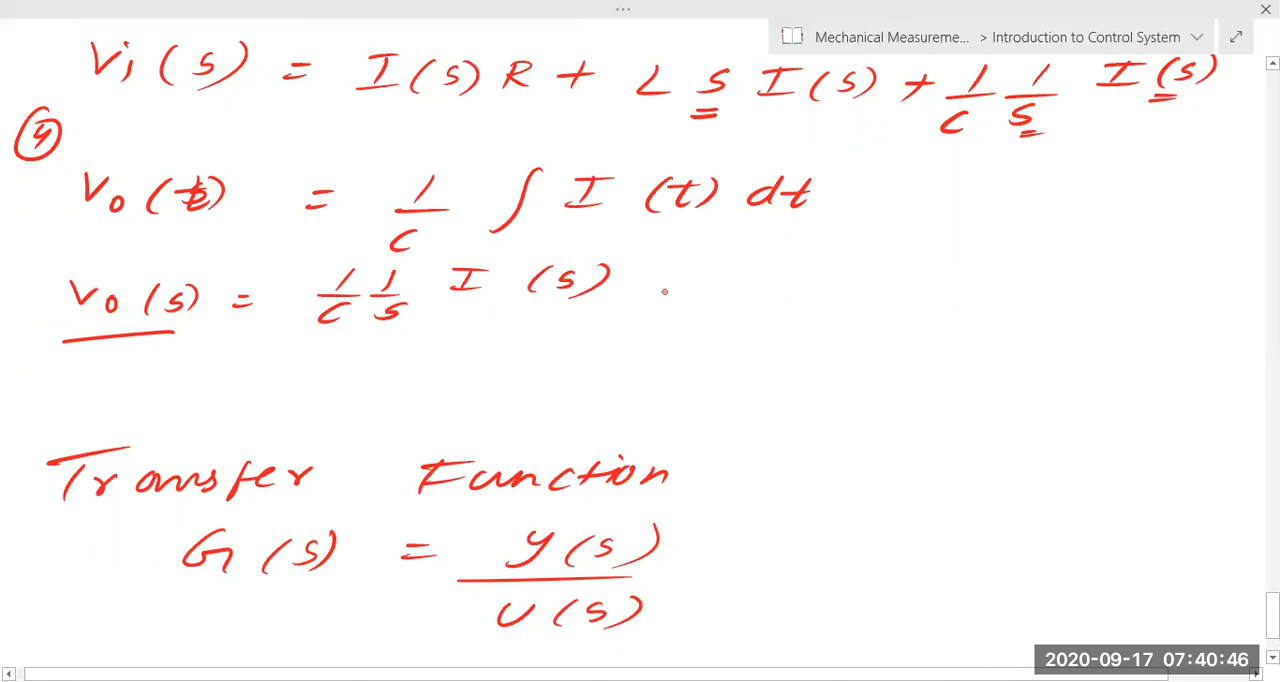 Mechanical Measureme... > Introduction to Control System
Vi(s) = I(s) R + L s I(s) + 1/C 1/s I(s)
④
Vo(t) = 1/C ∫ I (t) dt
Vo(s) = 1/C 1/s I (s)
Transfer Function
G(s) = y(s) / U(s)
2020-09-17 07:40:46